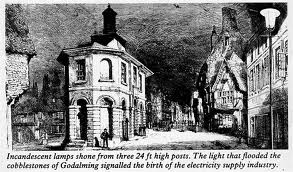 Incandescent lamps shone from three 24 ft high posts. The light that flooded the
cobblestones of Godalming signalled the birth of the electricity supply industry.